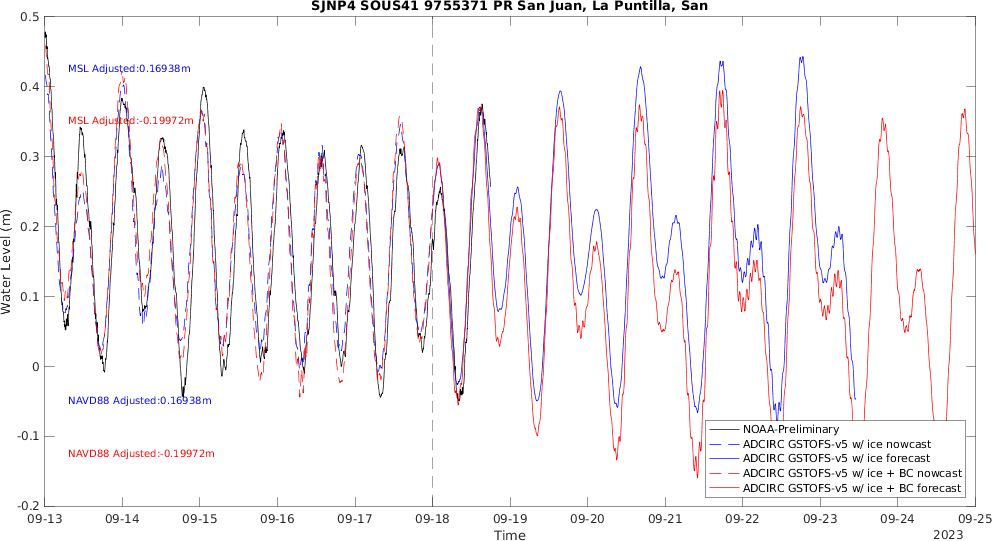 SJNP4 SOUS41 9755371 PR San Juan, La Puntilla, San
0.5
0.4
0.3
0.2
0.1
0
-0.1
-0.2
Water Level (m)
MSL Adjusted:0.16938m
MSL Adjusted:-0.19972m
NAVD88 Adjusted:0.16938m
NAVD88 Adjusted:-0.19972m
NOAA-Preliminary
ADCIRC GSTOFS-v5 w/ ice nowcast
ADCIRC GSTOFS-v5 w/ ice forecast
ADCIRC GSTOFS-v5 w/ice + BC nowcast
ADCIRC GSTOFS-v5 w/ice + BC forecast
09-13 09-14 09-15 09-16 09-17 09-18 09-19 09-20 09-21 09-22 09-23 09-24 09-25
Time
2023